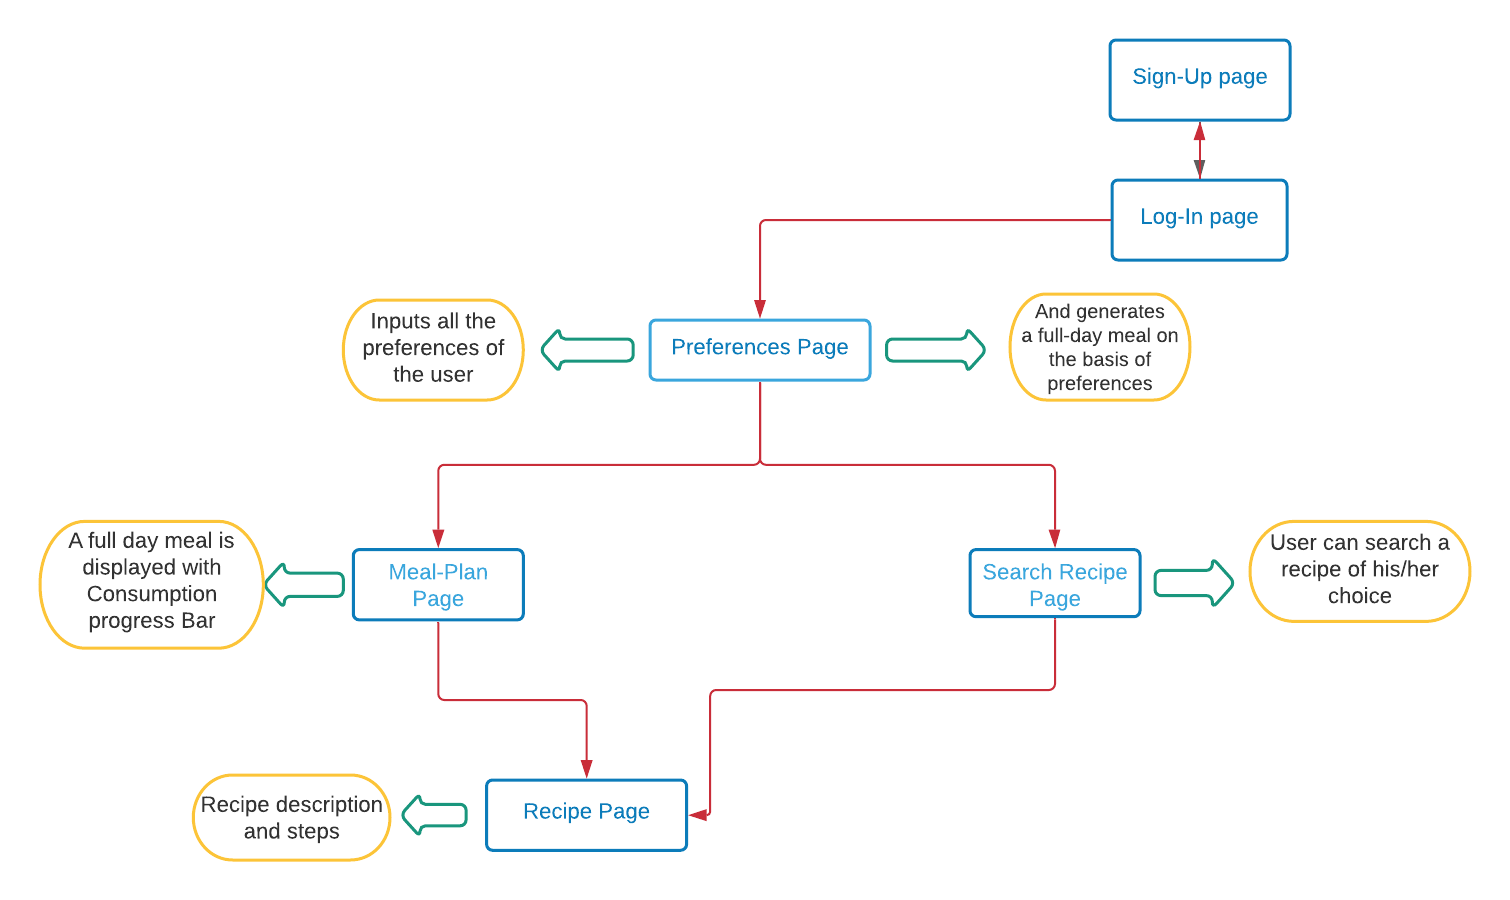 Sign-Up page
Log-In page
Inputs all the
preferences of
the user
Preferences Page
And generates
a full-day meal on
the basis of
preferences
A full day meal is
displayed with
Consumption
progress Bar
Meal-Plan
Page
Search Recipe
Page
User can search a
recipe of his/her
choice
Recipe description
and steps
Recipe Page